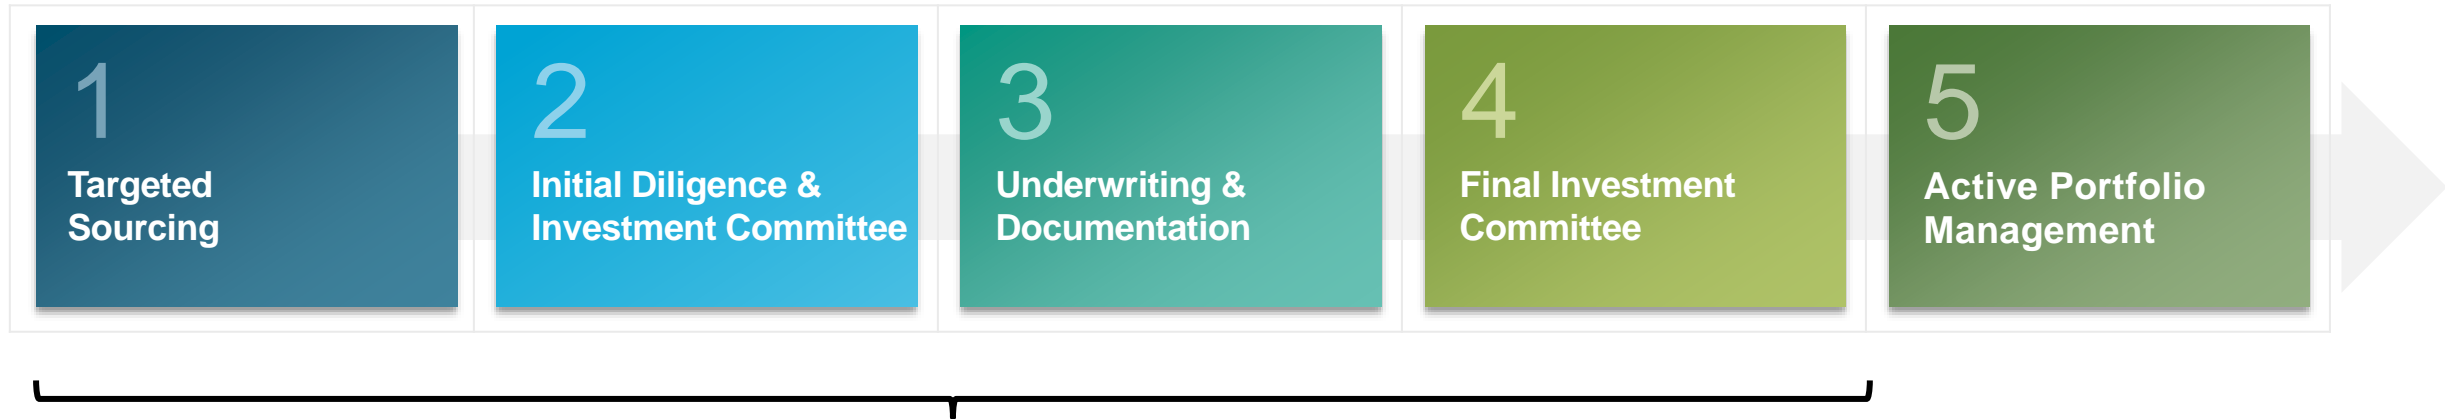 1
Targeted
Sourcing
2
Initial Diligence &
Investment Committee
3
Underwriting &
Documentation
4
Final Investment
Committee
5
Active Portfolio
Management